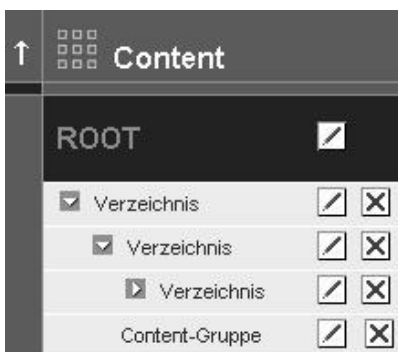 ↑ Content
ROOT
Verzeichnis
Verzeichnis
Verzeichnis
Content-Gruppe